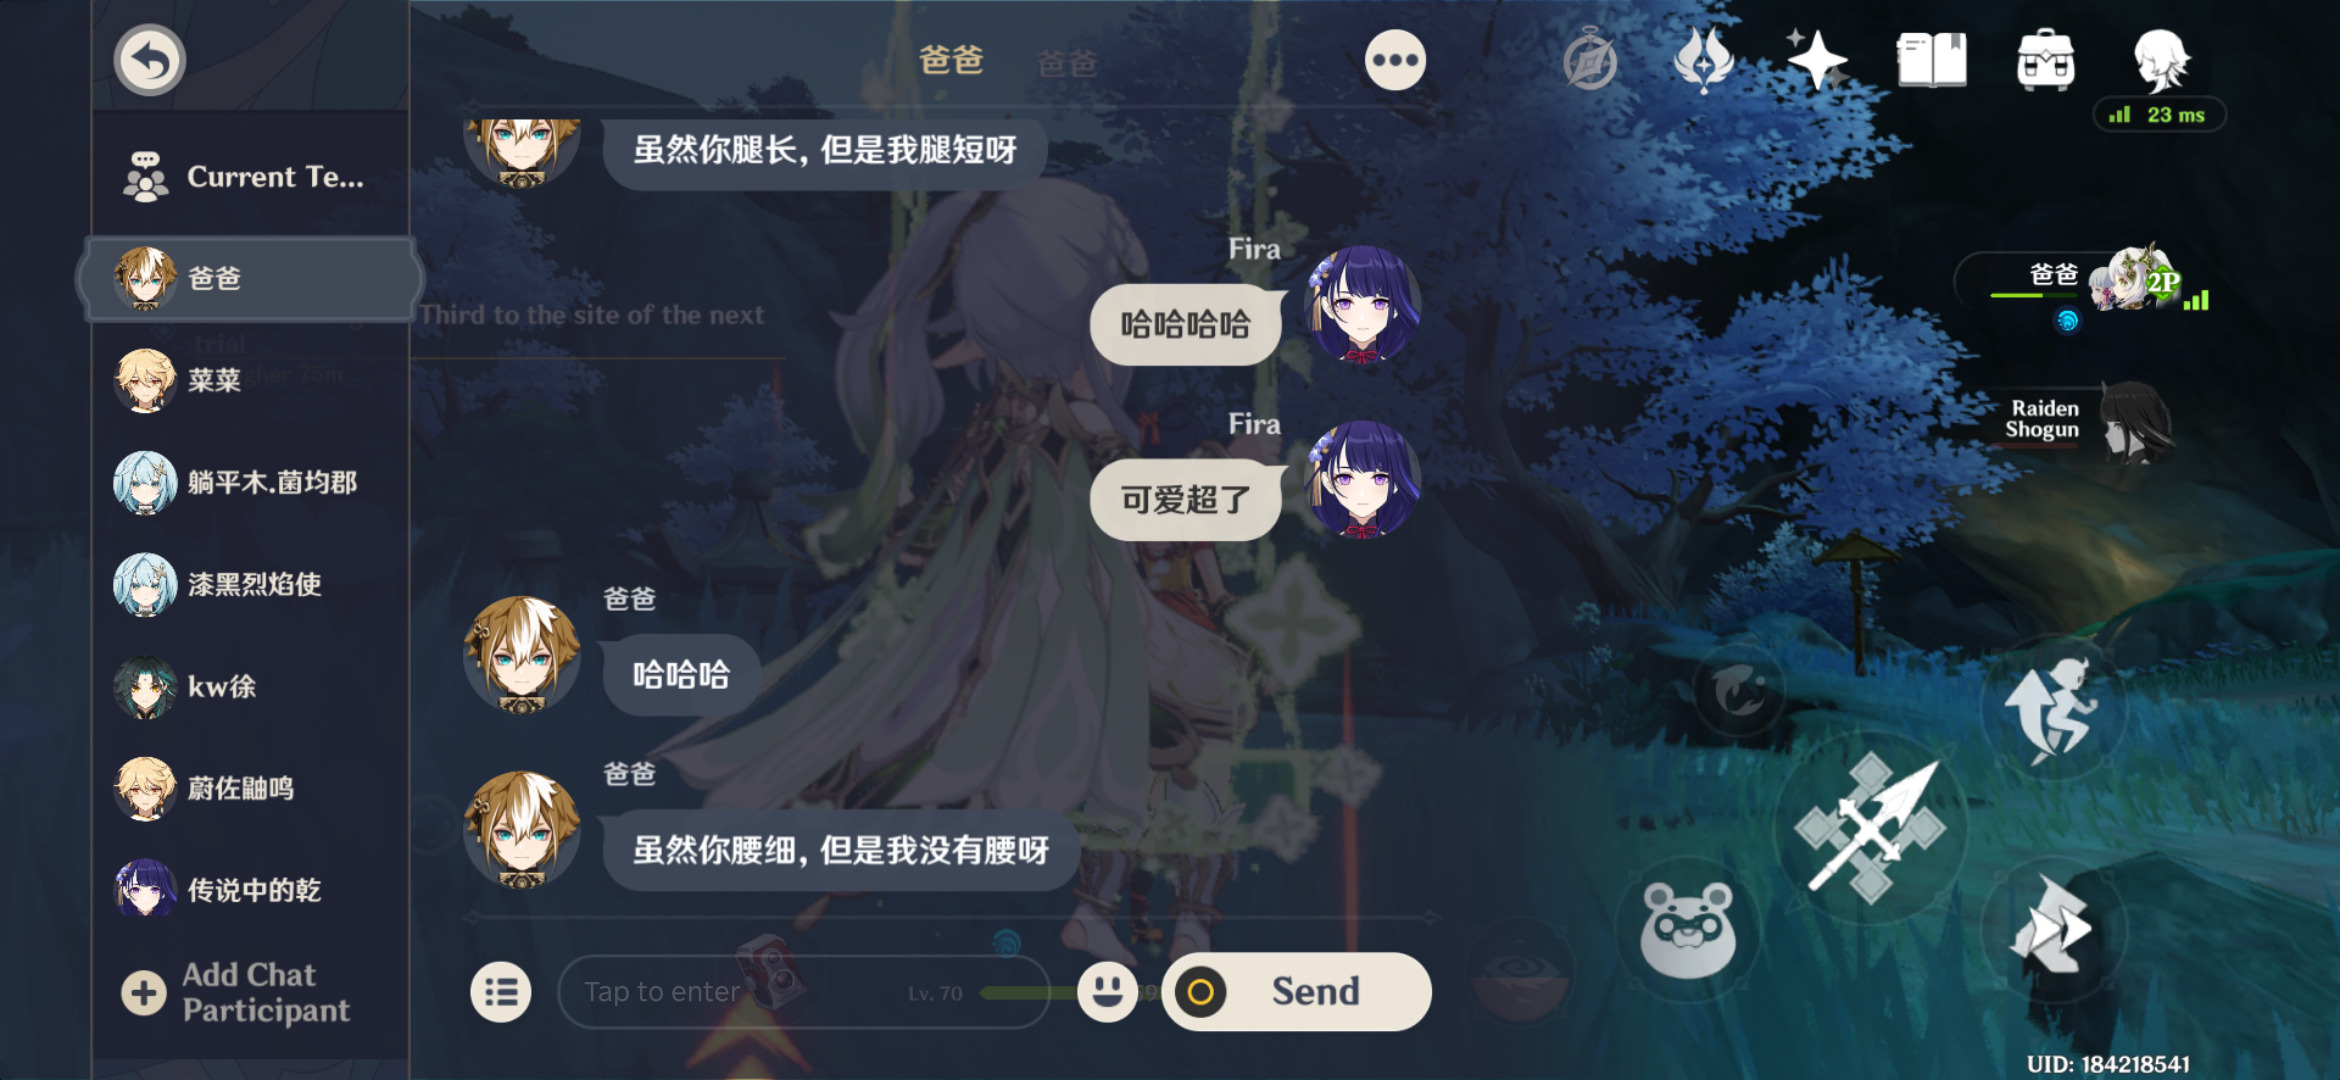 爸爸 爸爸
23 ms
Current Te...
爸爸
菜菜
躺平木.菌均郡
漆黑烈焰使
kw徐
蔚佐鼬鸣
传说中的乾
Add Chat
Participant
Third to the site of the next
trial
75m
虽然你腿长，但是我腿短呀
Fira
哈哈哈哈
Fira
可爱超了
爸爸
哈哈哈
爸爸
虽然你腰细，但是我没有腰呀
Tap to enter
Lv. 70
Send
爸爸
2P
Raiden
Shogun
UID: 184218541